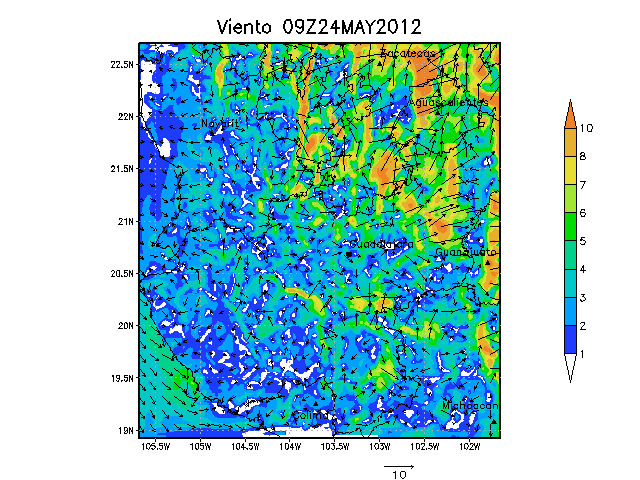 Viento 09Z24MAY2012
Zacatecas
22.5N
Aguascalientes
10
22N
Nayarit
8
21.5N
7
6
21N
5
Guadalajara
Guanajuato
20.5N
4
3
20N
2
1
19.5N
Michoacan
Colima
19N
105.5W 105W 104.5W 104W 103.5W 103W 102.5W 102W
10